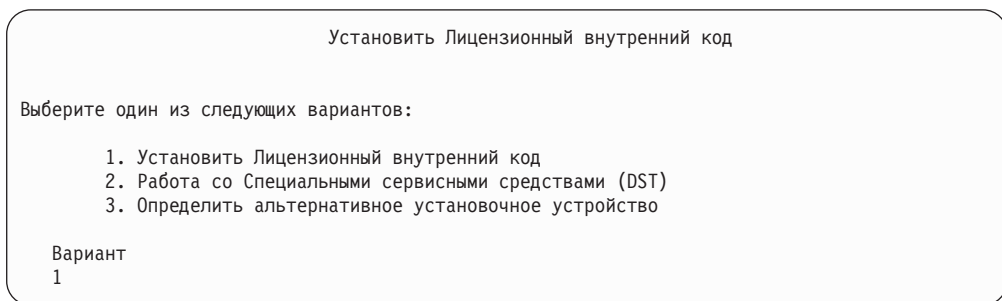 Установить Лицензионный внутренний код
Выберите один из следующих вариантов:
1. Установить Лицензионный внутренний код
2. Работа со Специальными сервисными средствами (DST)
3. Определить альтернативное установочное устройство
Вариант
1